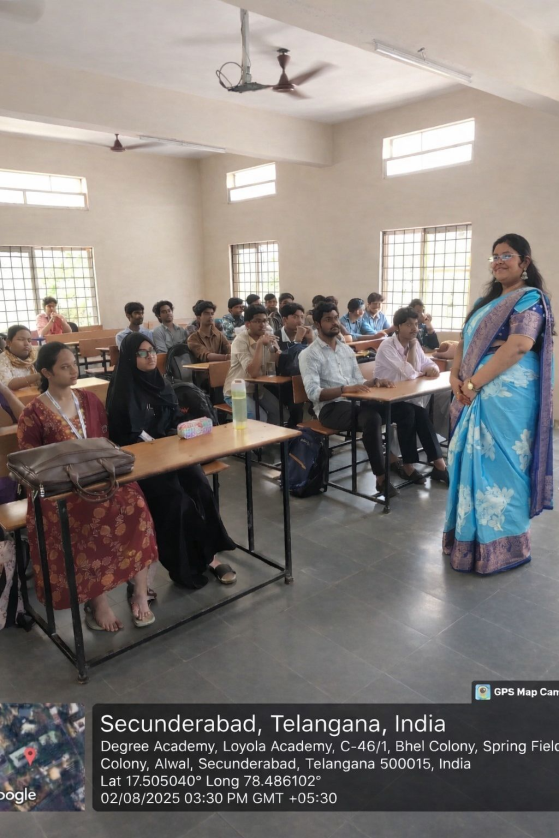 GPS Map Cam
Secunderabad, Telangana, India
Degree Academy, Loyola Academy, C-46/1, Bhel Colony, Spring Field
Colony, Alwal, Secunderabad, Telangana 500015, India
Lat 17.505040° Long 78.486102°
02/08/2025 03:30 PM GMT +05:30
oogle